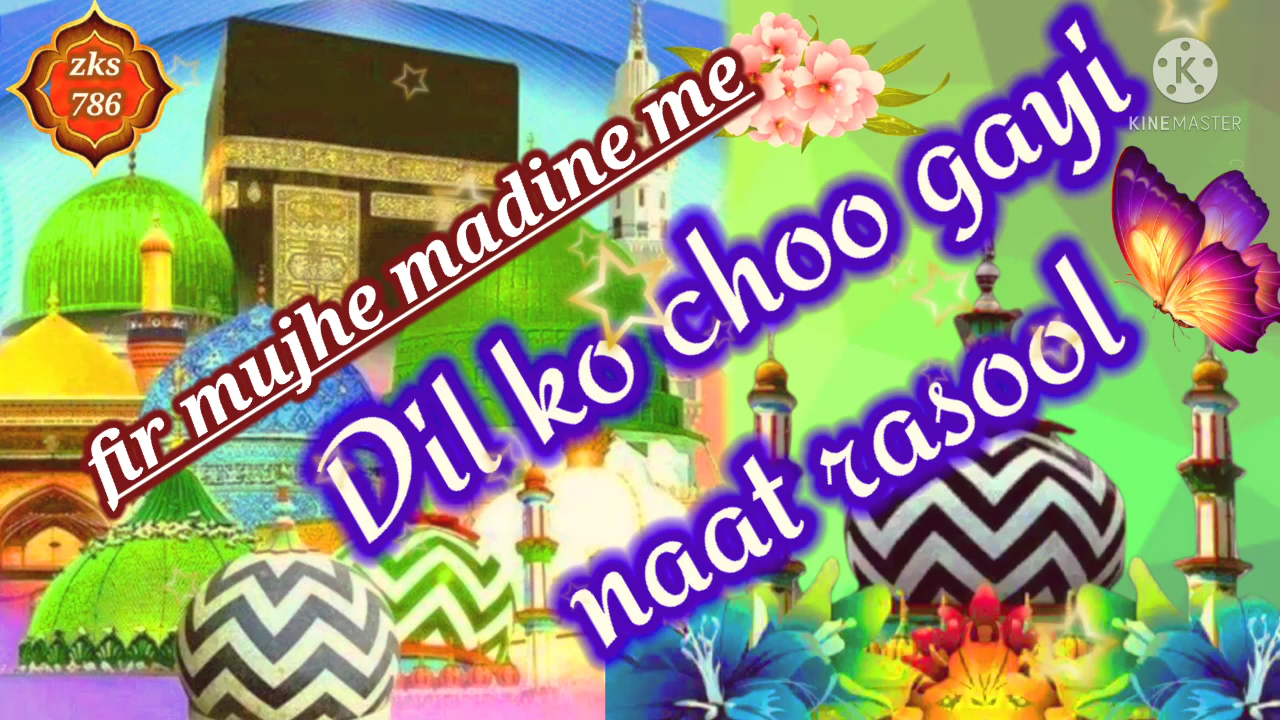 zks
786
fir mujhe madine me
Dil ko choo gayi
naat rasool
K
KINEMASTER